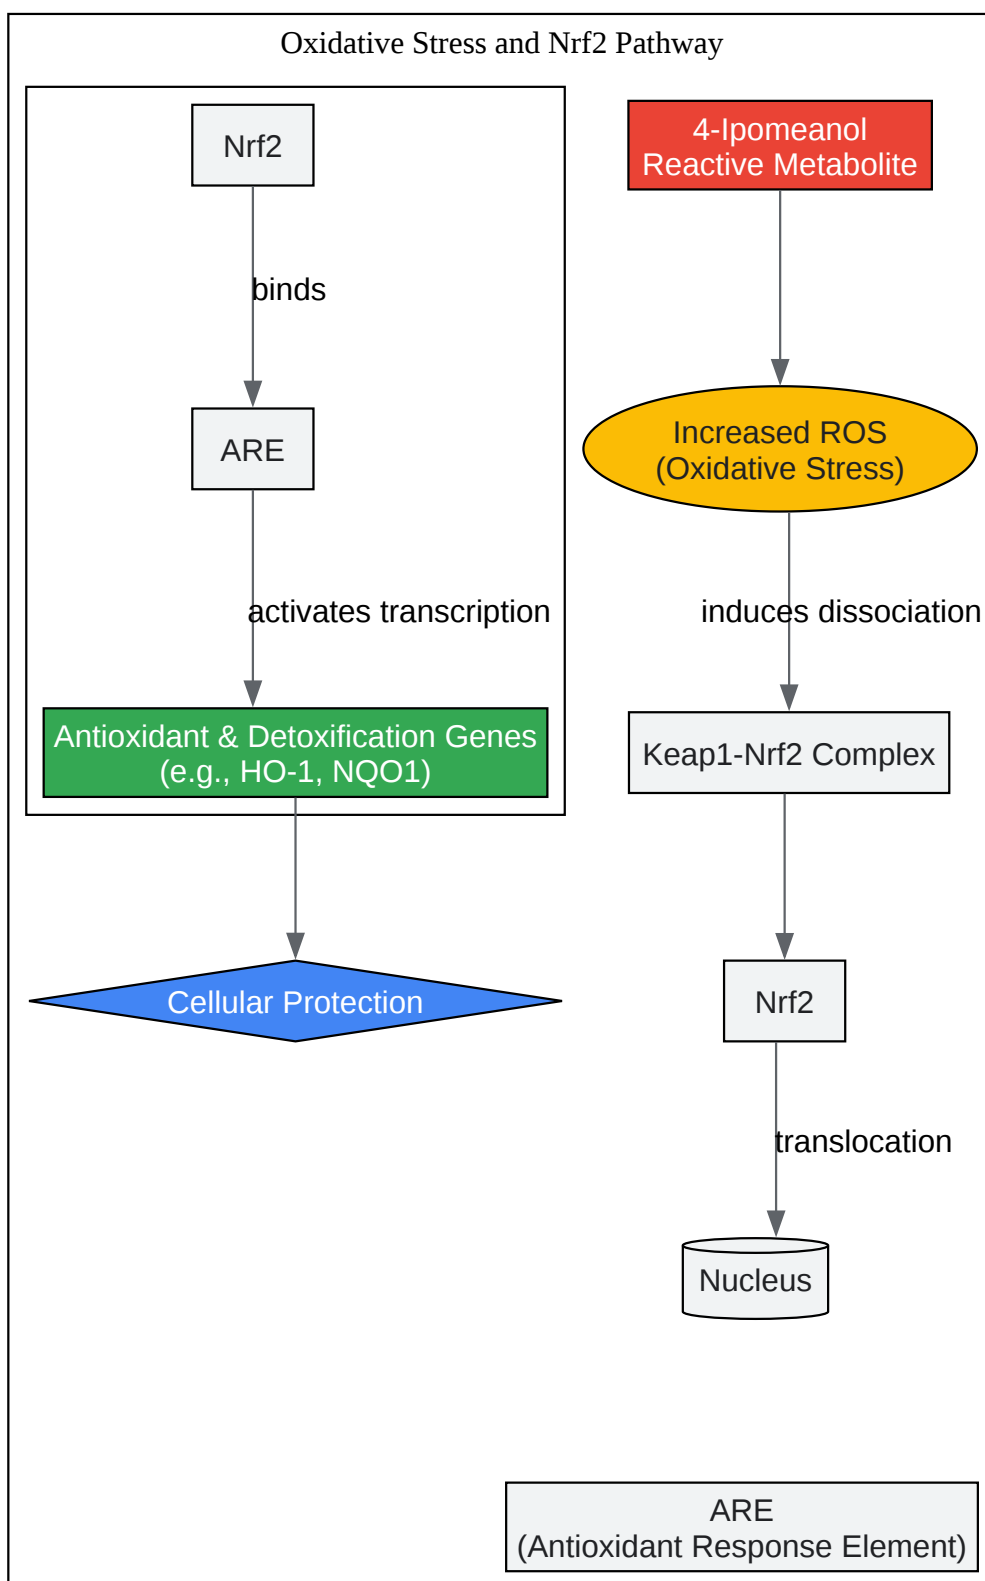 Oxidative Stress and Nrf2 Pathway
Nrf2
binds
ARE
activates transcription
Antioxidant & Detoxification Genes
(e.g., HO-1, NQO1)
Cellular Protection
4-Ipomeanol
Reactive Metabolite
Increased ROS
(Oxidative Stress)
induces dissociation
Keap1-Nrf2 Complex
Nrf2
translocation
Nucleus
ARE
(Antioxidant Response Element)